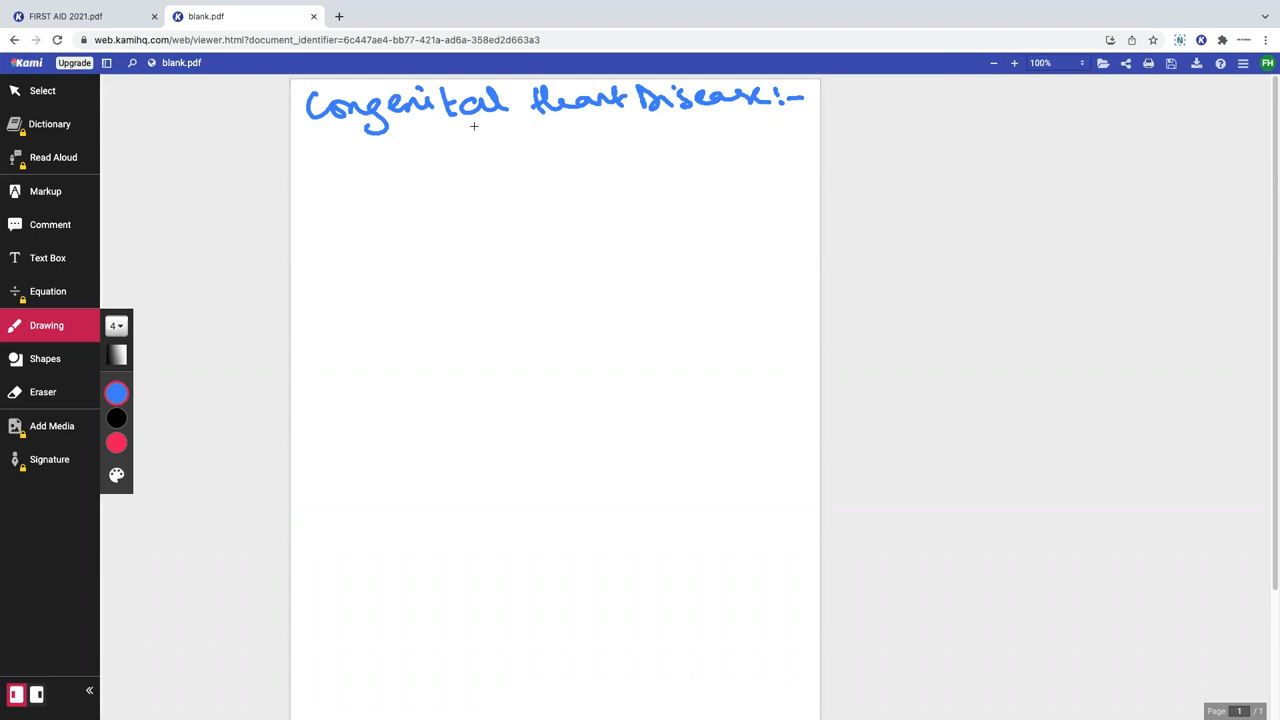 FIRST AID 2021.pdf
blank.pdf
web.kamihq.com/web/viewer.html?document_identifier=6c447ae4-bb77-421a-ad6a-358ed2d663a3
Kami Upgrade blank.pdf 100% FH
Congenital Heart Disease:-
Select
Dictionary
Read Aloud
Markup
Comment
Text Box
Equation
Drawing
4
Shapes
Eraser
Add Media
Signature
Page 1 / 1